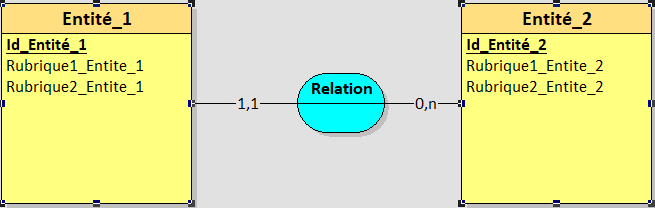 Entité_1
Id_Entité_1
Rubrique1_Entite_1
Rubrique2_Entite_1
1,1
Relation
0,n
Entité_2
Id_Entité_2
Rubrique1_Entite_2
Rubrique2_Entite_2